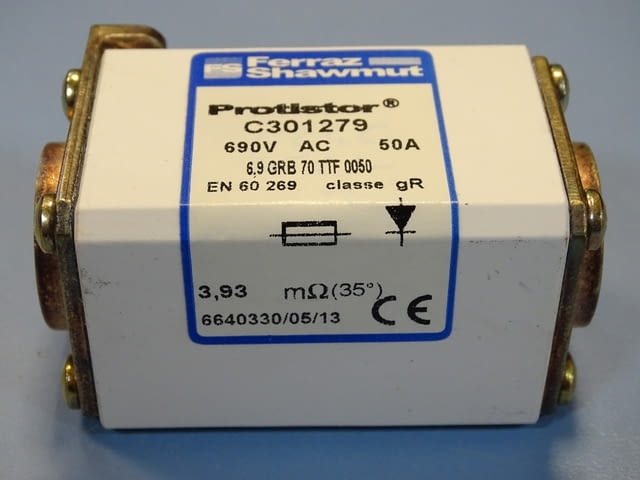 FS Ferraz
Shawmut
Protistor®
C301279
690V AC 50A
6,9 GRB 70 TTF 0050
EN 60 269 classe gR
3,93 mΩ(35°)
6640330/05/13 CE